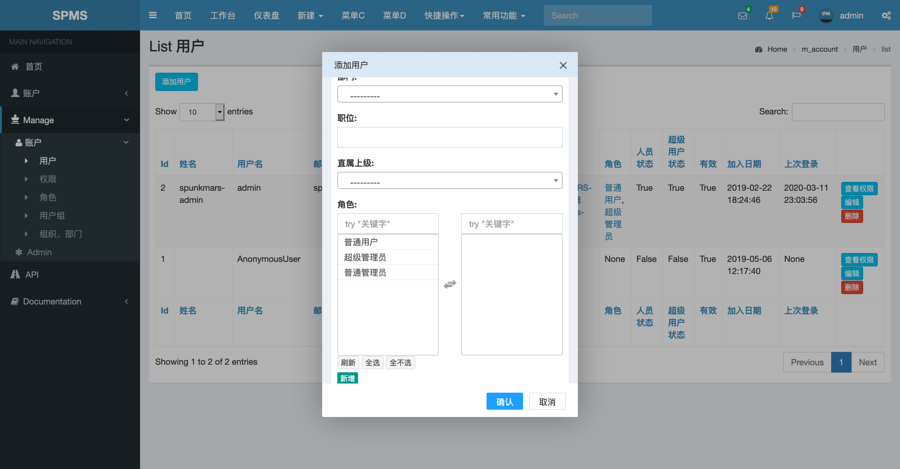 SPMS
首页 工作台 仪表盘 新建 菜单C 菜单D 快捷操作 常用功能 Search 4 10 9 admin
MAIN NAVIGATION
首页
账户
Manage
账户
用户
权限
角色
用户组
组织、部门
Admin
API
Documentation
List 用户
Home > m_account > 用户 > list
添加用户
Show 10 entries
Search:
Id 姓名 用户名 邮 角色 人员状态 超级用户状态 有效 加入日期 上次登录
2 spunkmars-admin admin sp 普通用户, 超级管理员 True True True 2019-02-22 18:24:46 2020-03-11 23:03:56 查看权限 编辑 删除
1 AnonymousUser None False False True 2019-05-06 12:17:40 None 查看权限 编辑 删除
Id 姓名 用户名 邮 角色 人员状态 超级用户状态 有效 加入日期 上次登录
Showing 1 to 2 of 2 entries
Previous 1 Next
添加用户
---------
职位:
直属上级:
---------
角色:
try "关键字"
try "关键字"
普通用户
超级管理员
普通管理员
刷新 全选 全不选
新增
确认 取消